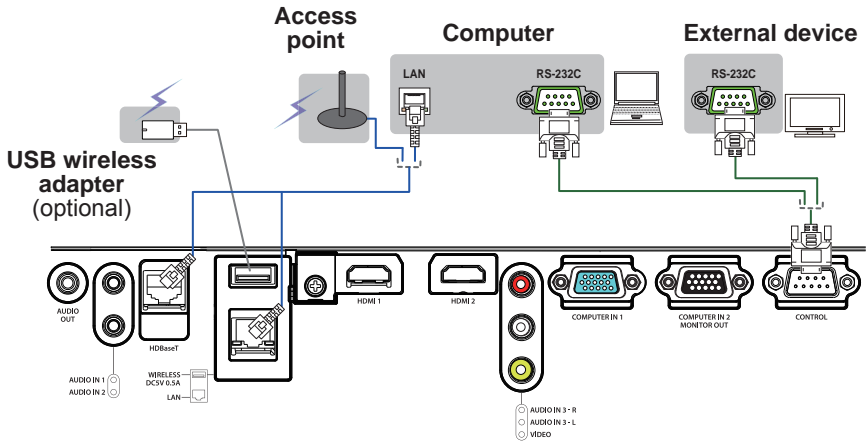 Access
point
Computer
External device
LAN
RS-232C
RS-232C
USB wireless
adapter
(optional)
AUDIO
OUT
HDBaseT
HDMI 1
HDMI 2
COMPUTER IN 1
COMPUTER IN 2
MONITOR OUT
CONTROL
AUDIO IN 1
AUDIO IN 2
WIRELESS
DC5V 0.5A
LAN
AUDIO IN 3 - R
AUDIO IN 3 - L
VIDEO